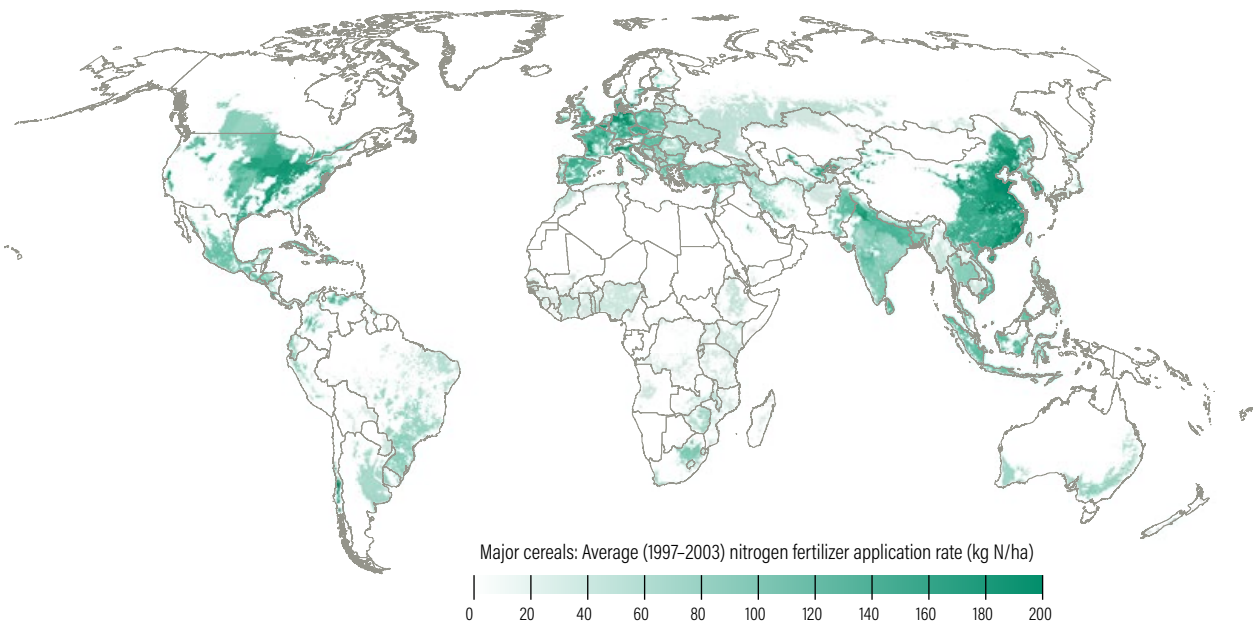 Major cereals: Average (1997–2003) nitrogen fertilizer application rate (kg N/ha)
0 20 40 60 80 100 120 140 160 180 200